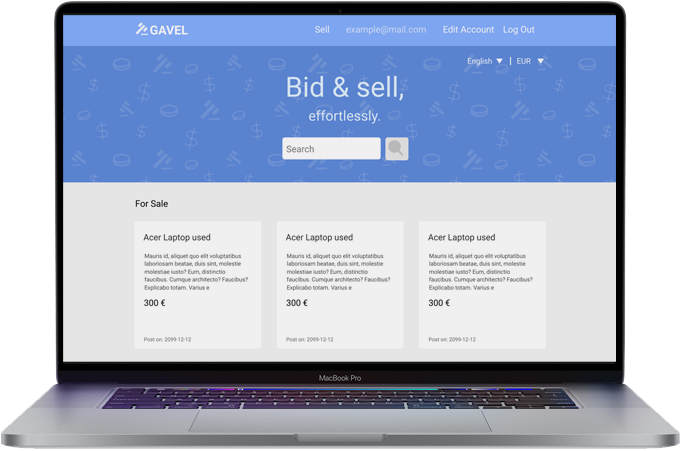 GAVEL
Sell example@mail.com Edit Account Log Out
English EUR
Bid & sell,
effortlessly.
Search
For Sale
Acer Laptop used
Mauris id, aliquet quo elit voluptatibus
laboriosam beatae, duis sint, molestie
molestiae iusto? Eum, distinctio
faucibus. Cumque architecto? Faucibus?
Explicabo totam. Varius e
300 €
Post on: 2099-12-12
Acer Laptop used
Mauris id, aliquet quo elit voluptatibus
laboriosam beatae, duis sint, molestie
molestiae iusto? Eum, distinctio
faucibus. Cumque architecto? Faucibus?
Explicabo totam. Varius e
300 €
Post on: 2099-12-12
Acer Laptop used
Mauris id, aliquet quo elit voluptatibus
laboriosam beatae, duis sint, molestie
molestiae iusto? Eum, distinctio
faucibus. Cumque architecto? Faucibus?
Explicabo totam. Varius e
300 €
Post on: 2099-12-12
MacBook Pro